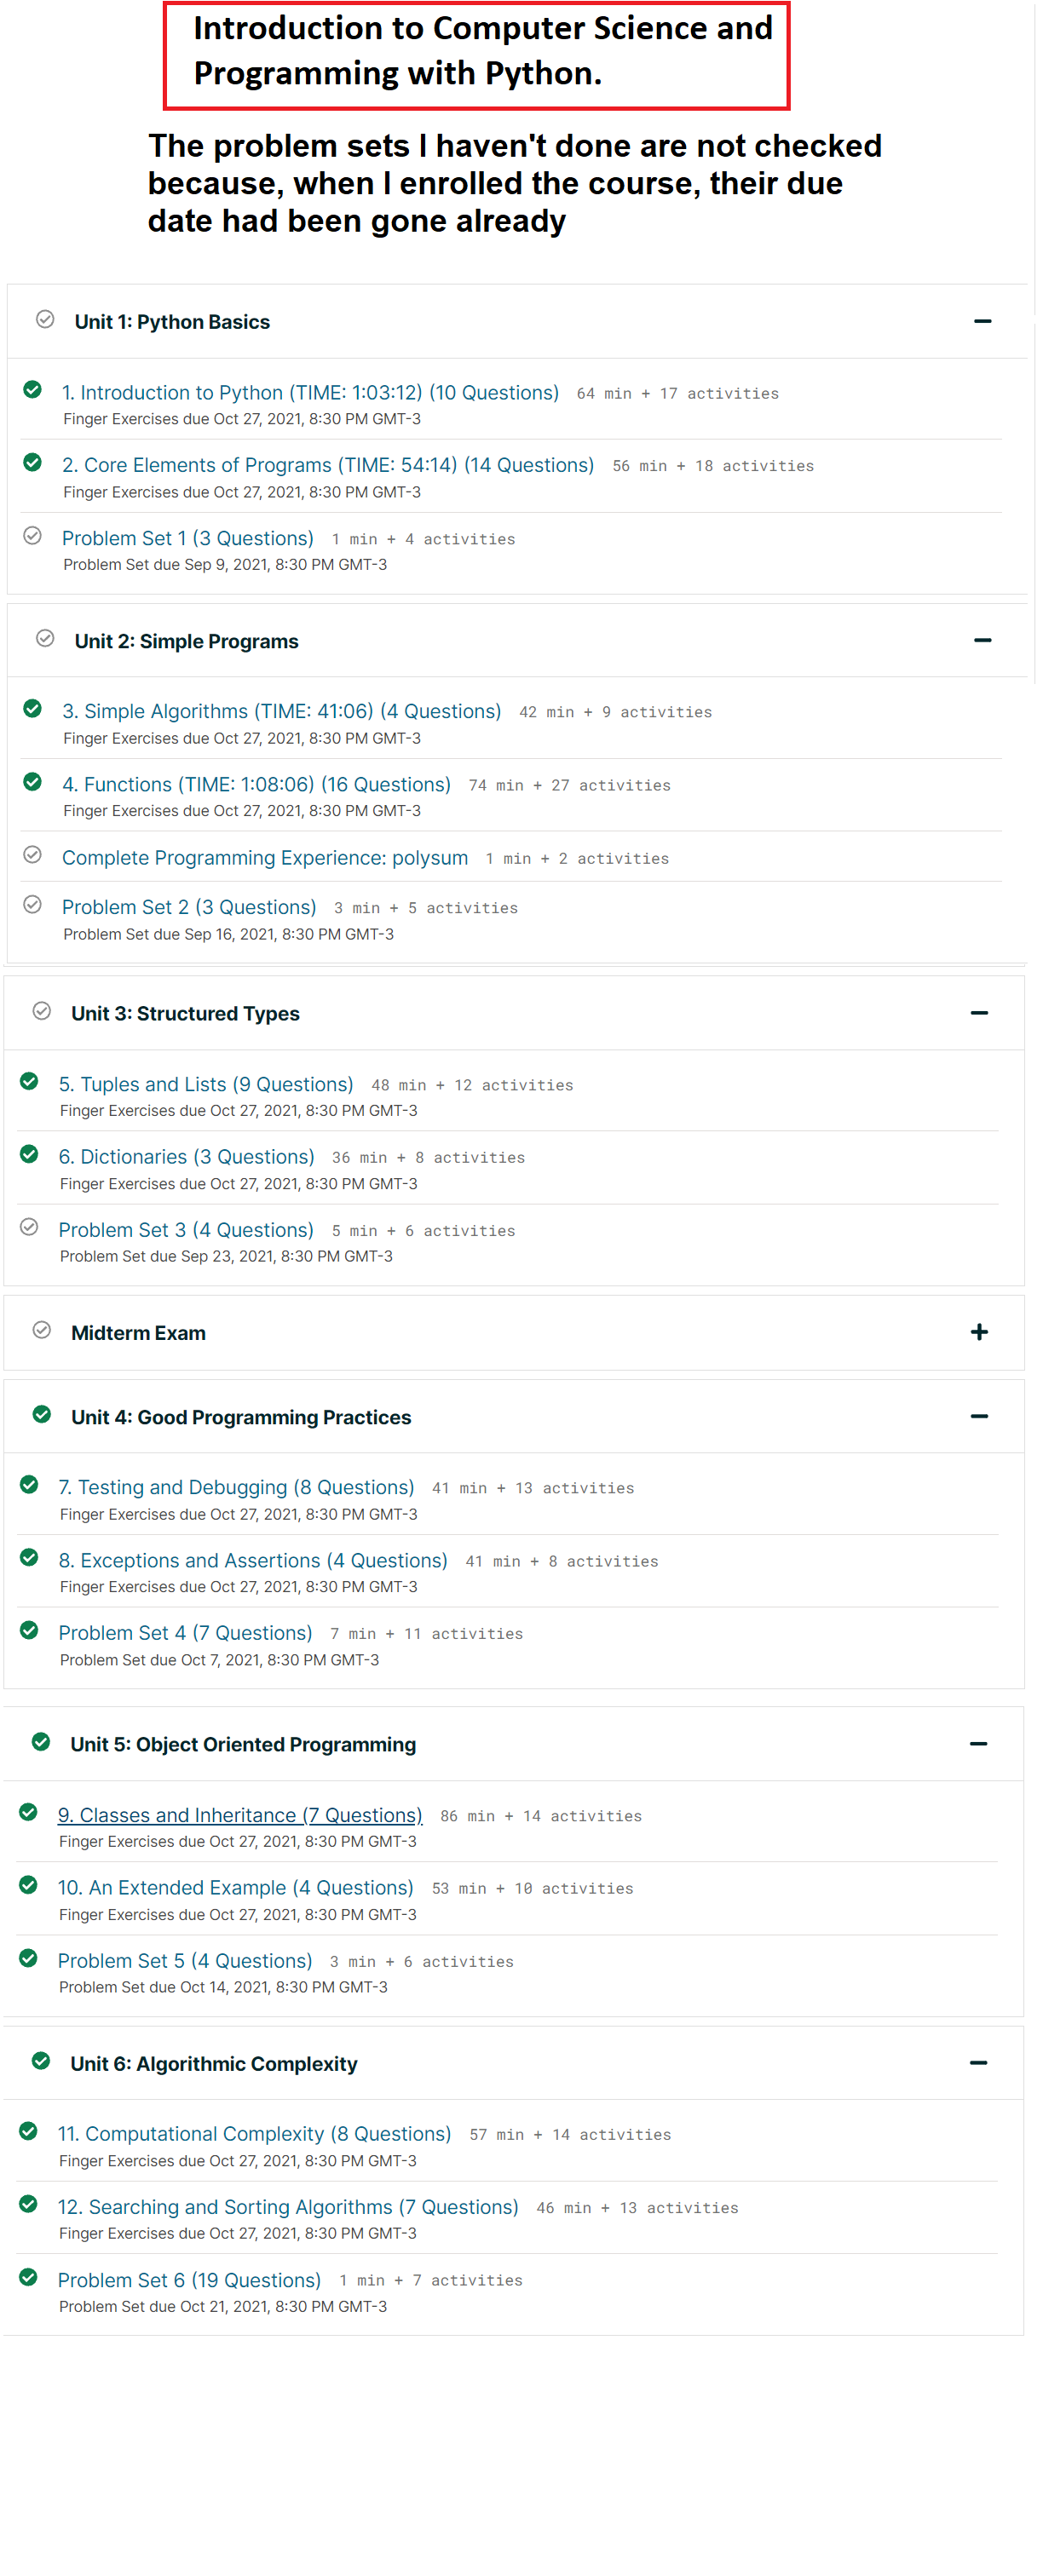 Introduction to Computer Science and
Programming with Python.
The problem sets I haven't done are not checked
because, when I enrolled the course, their due
date had been gone already
Unit 1: Python Basics
1. Introduction to Python (TIME: 1:03:12) (10 Questions) 64 min + 17 activities
Finger Exercises due Oct 27, 2021, 8:30 PM GMT-3
2. Core Elements of Programs (TIME: 54:14) (14 Questions) 56 min + 18 activities
Finger Exercises due Oct 27, 2021, 8:30 PM GMT-3
Problem Set 1 (3 Questions) 1 min + 4 activities
Problem Set due Sep 9, 2021, 8:30 PM GMT-3
Unit 2: Simple Programs
3. Simple Algorithms (TIME: 41:06) (4 Questions) 42 min + 9 activities
Finger Exercises due Oct 27, 2021, 8:30 PM GMT-3
4. Functions (TIME: 1:08:06) (16 Questions) 74 min + 27 activities
Finger Exercises due Oct 27, 2021, 8:30 PM GMT-3
Complete Programming Experience: polysum 1 min + 2 activities
Problem Set 2 (3 Questions) 3 min + 5 activities
Problem Set due Sep 16, 2021, 8:30 PM GMT-3
Unit 3: Structured Types
5. Tuples and Lists (9 Questions) 48 min + 12 activities
Finger Exercises due Oct 27, 2021, 8:30 PM GMT-3
6. Dictionaries (3 Questions) 36 min + 8 activities
Finger Exercises due Oct 27, 2021, 8:30 PM GMT-3
Problem Set 3 (4 Questions) 5 min + 6 activities
Problem Set due Sep 23, 2021, 8:30 PM GMT-3
Midterm Exam
Unit 4: Good Programming Practices
7. Testing and Debugging (8 Questions) 41 min + 13 activities
Finger Exercises due Oct 27, 2021, 8:30 PM GMT-3
8. Exceptions and Assertions (4 Questions) 41 min + 8 activities
Finger Exercises due Oct 27, 2021, 8:30 PM GMT-3
Problem Set 4 (7 Questions) 7 min + 11 activities
Problem Set due Oct 7, 2021, 8:30 PM GMT-3
Unit 5: Object Oriented Programming
9. Classes and Inheritance (7 Questions) 86 min + 14 activities
Finger Exercises due Oct 27, 2021, 8:30 PM GMT-3
10. An Extended Example (4 Questions) 53 min + 10 activities
Finger Exercises due Oct 27, 2021, 8:30 PM GMT-3
Problem Set 5 (4 Questions) 3 min + 6 activities
Problem Set due Oct 14, 2021, 8:30 PM GMT-3
Unit 6: Algorithmic Complexity
11. Computational Complexity (8 Questions) 57 min + 14 activities
Finger Exercises due Oct 27, 2021, 8:30 PM GMT-3
12. Searching and Sorting Algorithms (7 Questions) 46 min + 13 activities
Finger Exercises due Oct 27, 2021, 8:30 PM GMT-3
Problem Set 6 (19 Questions) 1 min + 7 activities
Problem Set due Oct 21, 2021, 8:30 PM GMT-3